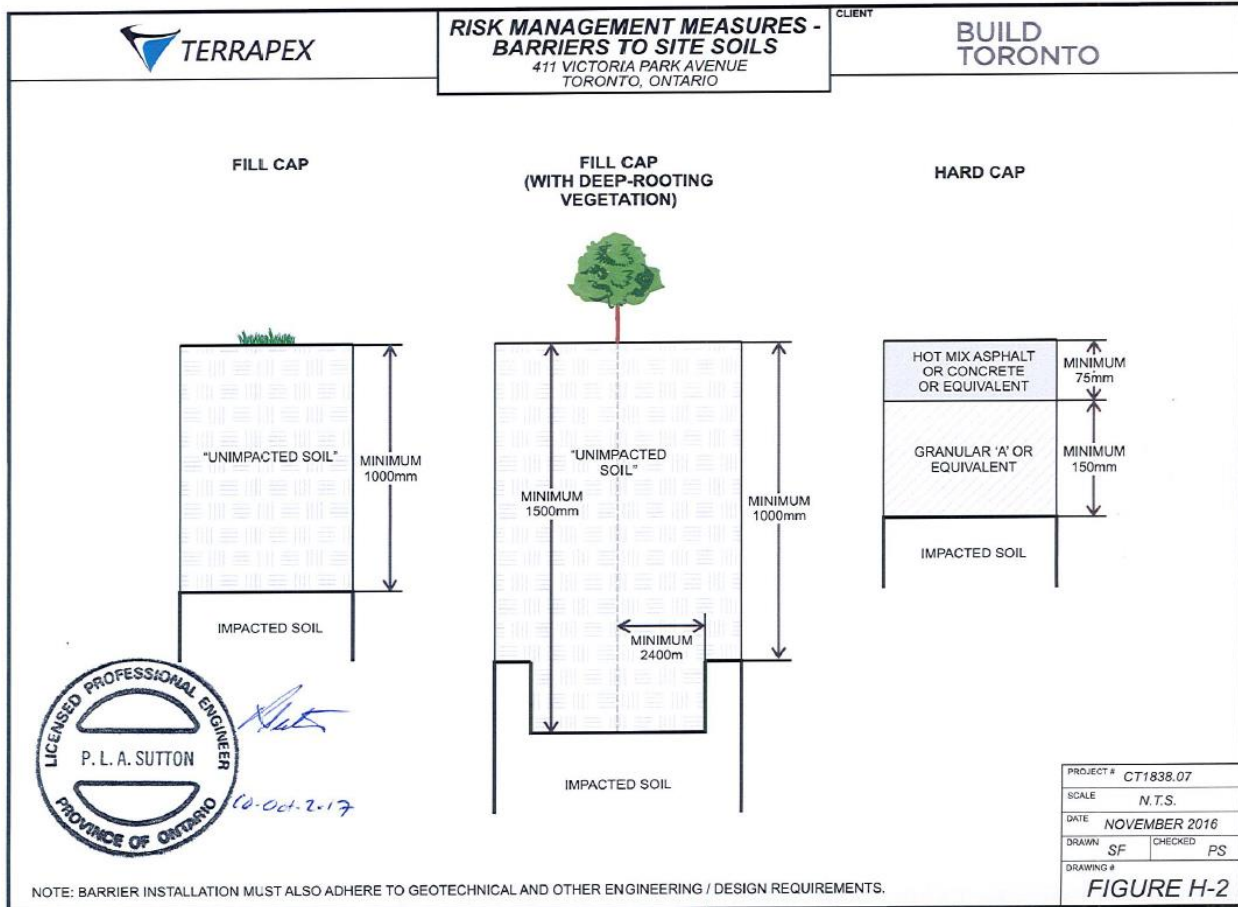 TERRAPEX
RISK MANAGEMENT MEASURES -
BARRIERS TO SITE SOILS
411 VICTORIA PARK AVENUE
TORONTO, ONTARIO
CLIENT
BUILD
TORONTO
FILL CAP
"UNIMPACTED SOIL"
MINIMUM
1000mm
IMPACTED SOIL
FILL CAP
(WITH DEEP-ROOTING
VEGETATION)
"UNIMPACTED
SOIL"
MINIMUM
1500mm
MINIMUM
1000mm
MINIMUM
2400m
IMPACTED SOIL
HARD CAP
HOT MIX ASPHALT
OR CONCRETE
OR EQUIVALENT
MINIMUM
75mm
GRANULAR 'A' OR
EQUIVALENT
MINIMUM
150mm
IMPACTED SOIL
LICENSED PROFESSIONAL ENGINEER
P. L. A. SUTTON
PROVINCE OF ONTARIO
Oct-2017
PROJECT # CT1838.07
SCALE N.T.S.
DATE NOVEMBER 2016
DRAWN SF CHECKED PS
DRAWING #
FIGURE H-2
NOTE: BARRIER INSTALLATION MUST ALSO ADHERE TO GEOTECHNICAL AND OTHER ENGINEERING / DESIGN REQUIREMENTS.